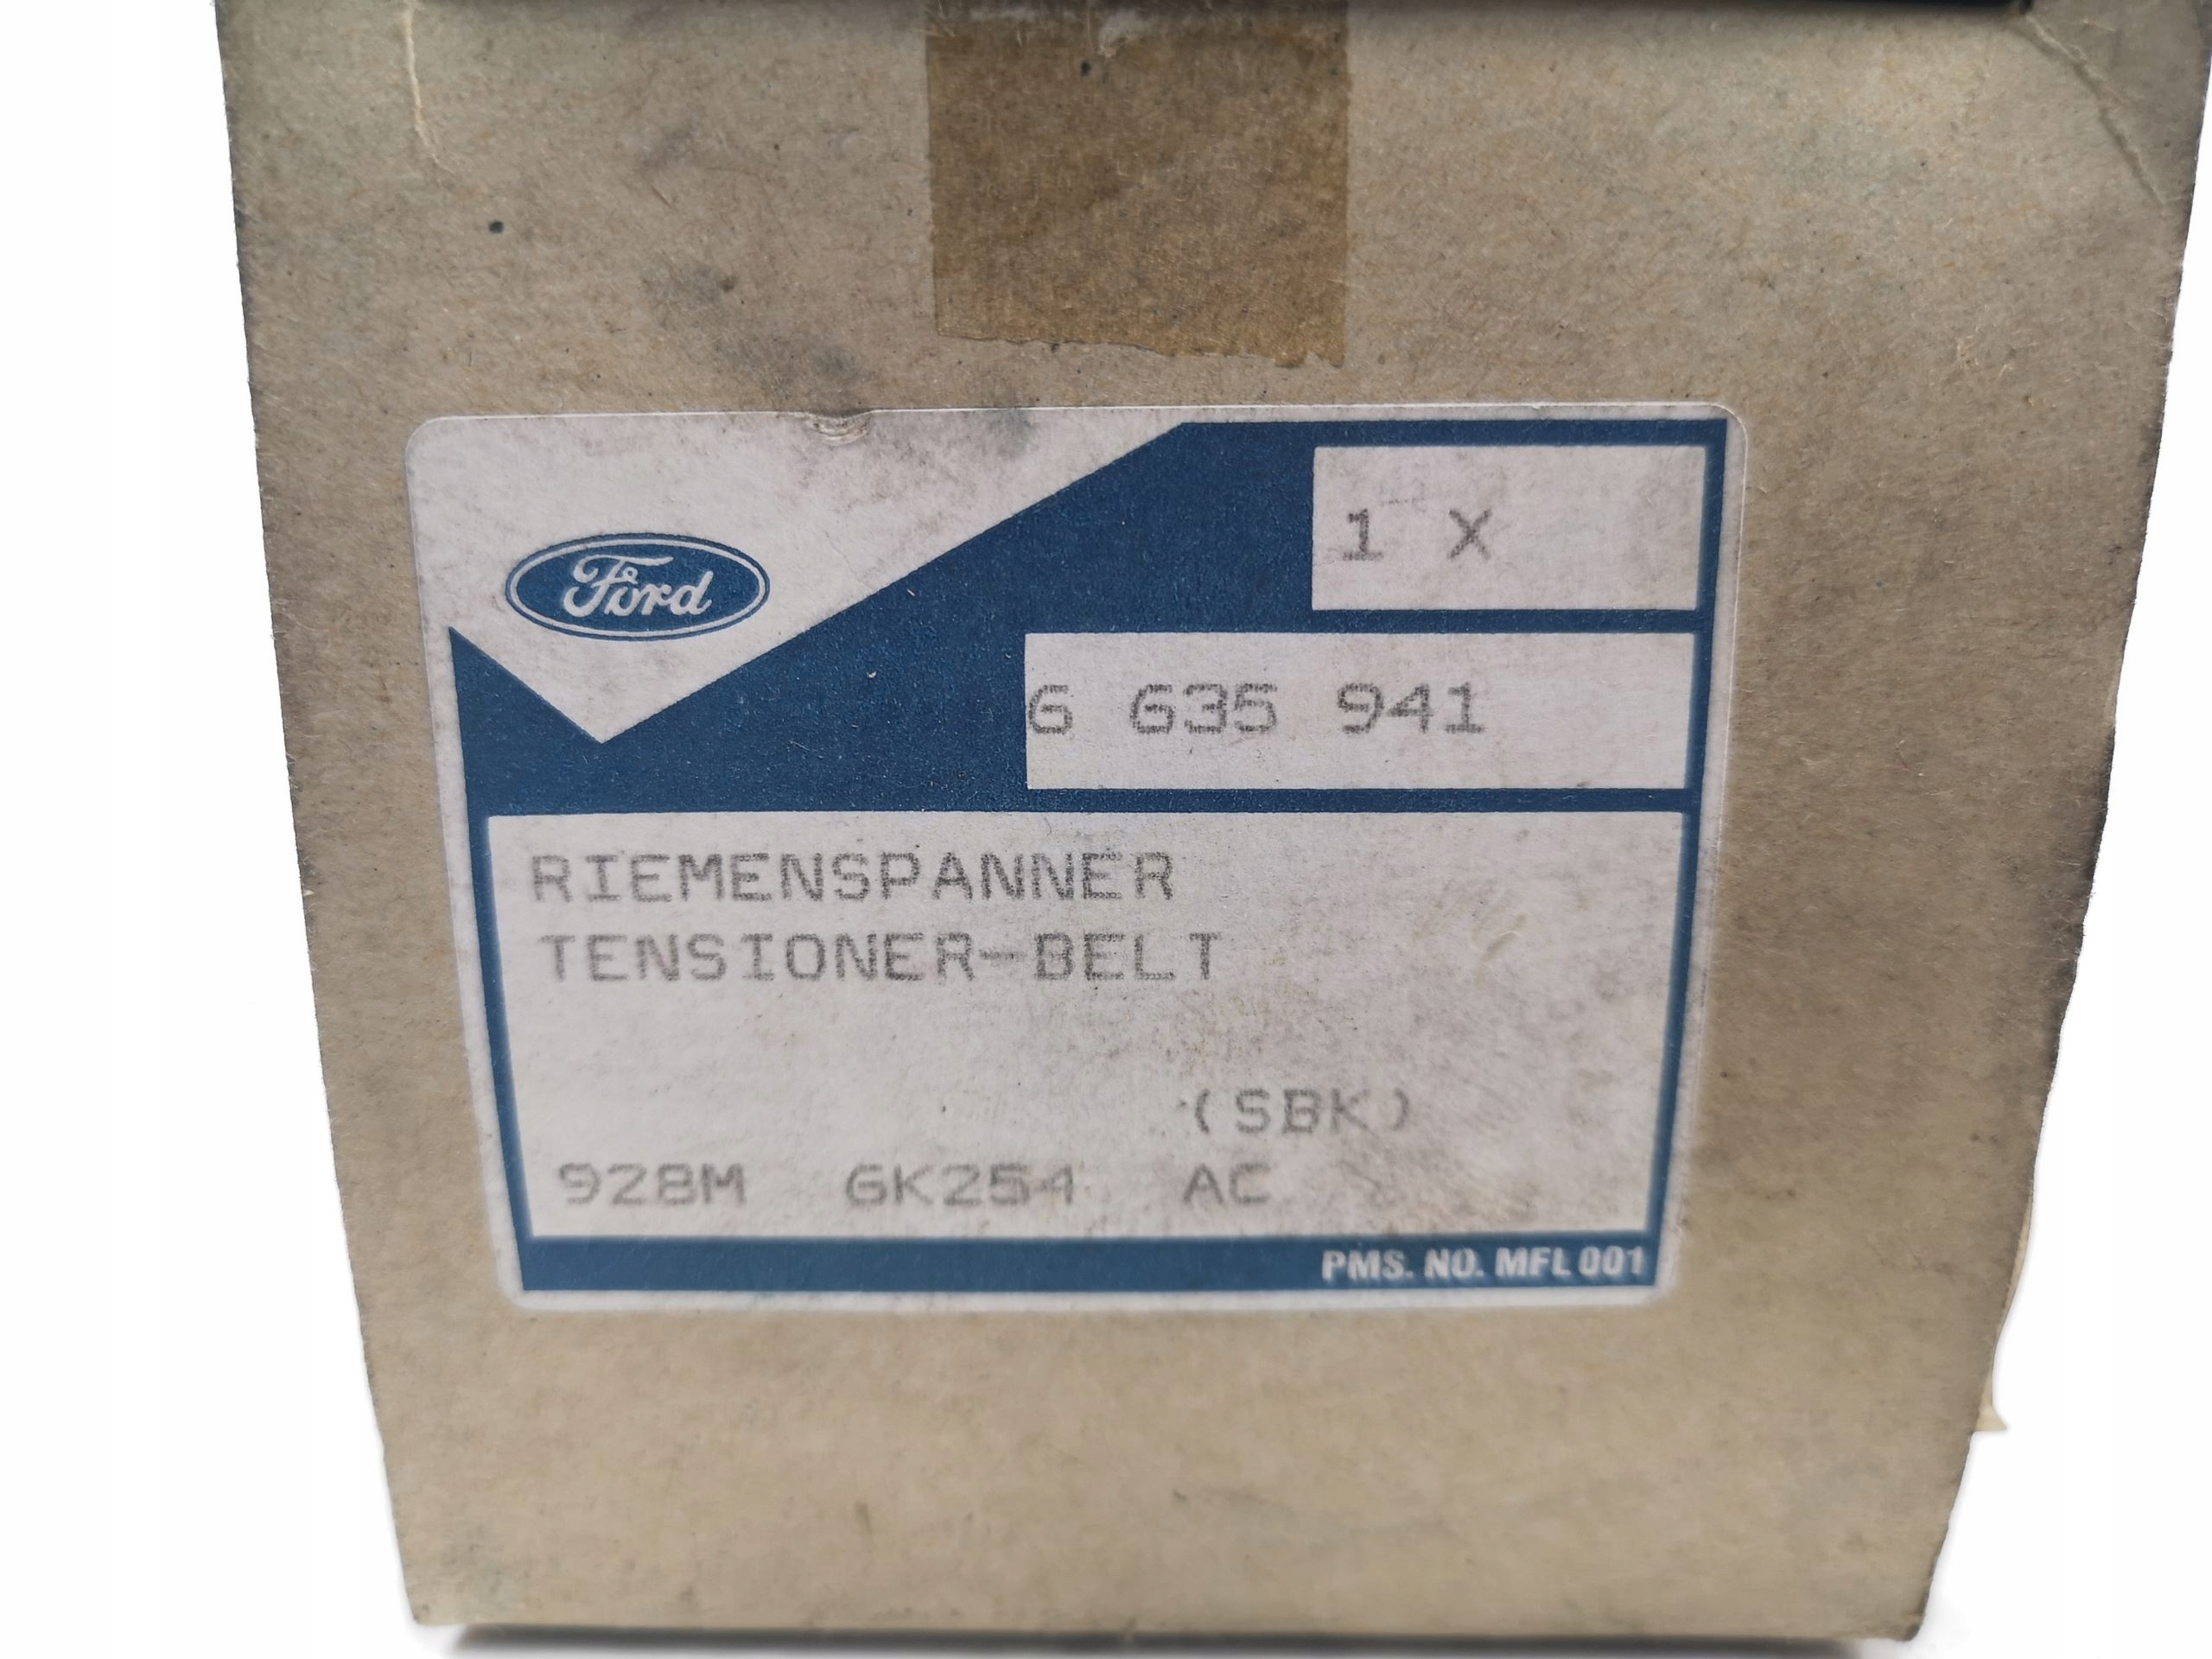 Ford
1 X
6 635 941
RIEMENSPANNER
TENSIONER-BELT
(SBK)
928M 6K254 AC
PMS. NO. MFL 001